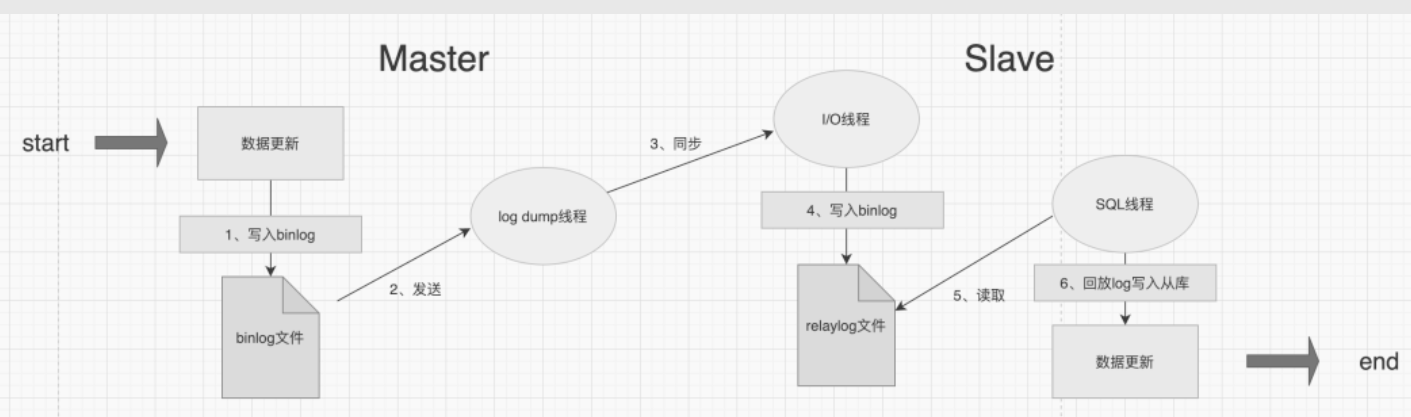 Master
Slave
start
数据更新
1、写入binlog
binlog文件
2、发送
log dump线程
3、同步
I/O线程
4、写入binlog
relaylog文件
5、读取
SQL线程
6、回放log写入从库
数据更新
end